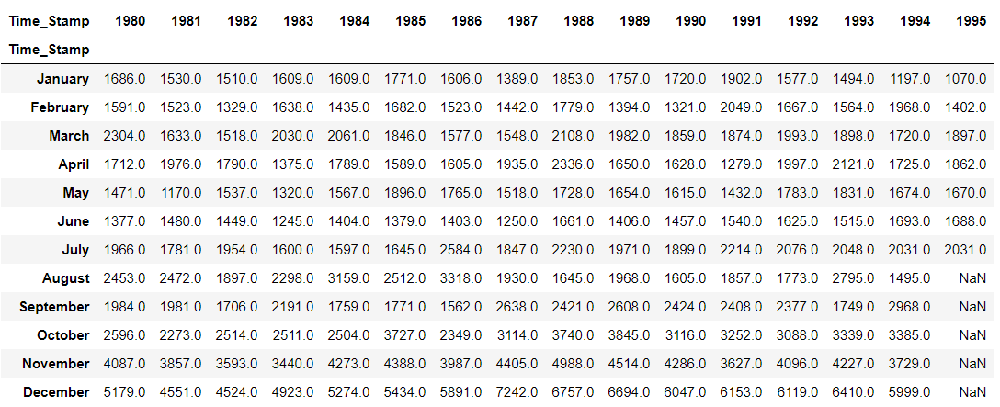 Time_Stamp 1980 1981 1982 1983 1984 1985 1986 1987 1988 1989 1990 1991 1992 1993 1994 1995
Time_Stamp
January 1686.0 1530.0 1510.0 1609.0 1609.0 1771.0 1606.0 1389.0 1853.0 1757.0 1720.0 1902.0 1577.0 1494.0 1197.0 1070.0
February 1591.0 1523.0 1329.0 1638.0 1435.0 1682.0 1523.0 1442.0 1779.0 1394.0 1321.0 2049.0 1667.0 1564.0 1968.0 1402.0
March 2304.0 1633.0 1518.0 2030.0 2061.0 1846.0 1577.0 1548.0 2108.0 1982.0 1859.0 1874.0 1993.0 1898.0 1720.0 1897.0
April 1712.0 1976.0 1790.0 1375.0 1789.0 1589.0 1605.0 1935.0 2336.0 1650.0 1628.0 1279.0 1997.0 2121.0 1725.0 1862.0
May 1471.0 1170.0 1537.0 1320.0 1567.0 1896.0 1765.0 1518.0 1728.0 1654.0 1615.0 1432.0 1783.0 1831.0 1674.0 1670.0
June 1377.0 1480.0 1449.0 1245.0 1404.0 1379.0 1403.0 1250.0 1661.0 1406.0 1457.0 1540.0 1625.0 1515.0 1693.0 1688.0
July 1966.0 1781.0 1954.0 1600.0 1597.0 1645.0 2584.0 1847.0 2230.0 1971.0 1899.0 2214.0 2076.0 2048.0 2031.0 2031.0
August 2453.0 2472.0 1897.0 2298.0 3159.0 2512.0 3318.0 1930.0 1645.0 1968.0 1605.0 1857.0 1773.0 2795.0 1495.0 NaN
September 1984.0 1981.0 1706.0 2191.0 1759.0 1771.0 1562.0 2638.0 2421.0 2608.0 2424.0 2408.0 2377.0 1749.0 2968.0 NaN
October 2596.0 2273.0 2514.0 2511.0 2504.0 3727.0 2349.0 3114.0 3740.0 3845.0 3116.0 3252.0 3088.0 3339.0 3385.0 NaN
November 4087.0 3857.0 3593.0 3440.0 4273.0 4388.0 3987.0 4405.0 4988.0 4514.0 4286.0 3627.0 4096.0 4227.0 3729.0 NaN
December 5179.0 4551.0 4524.0 4923.0 5274.0 5434.0 5891.0 7242.0 6757.0 6694.0 6047.0 6153.0 6119.0 6410.0 5999.0 NaN